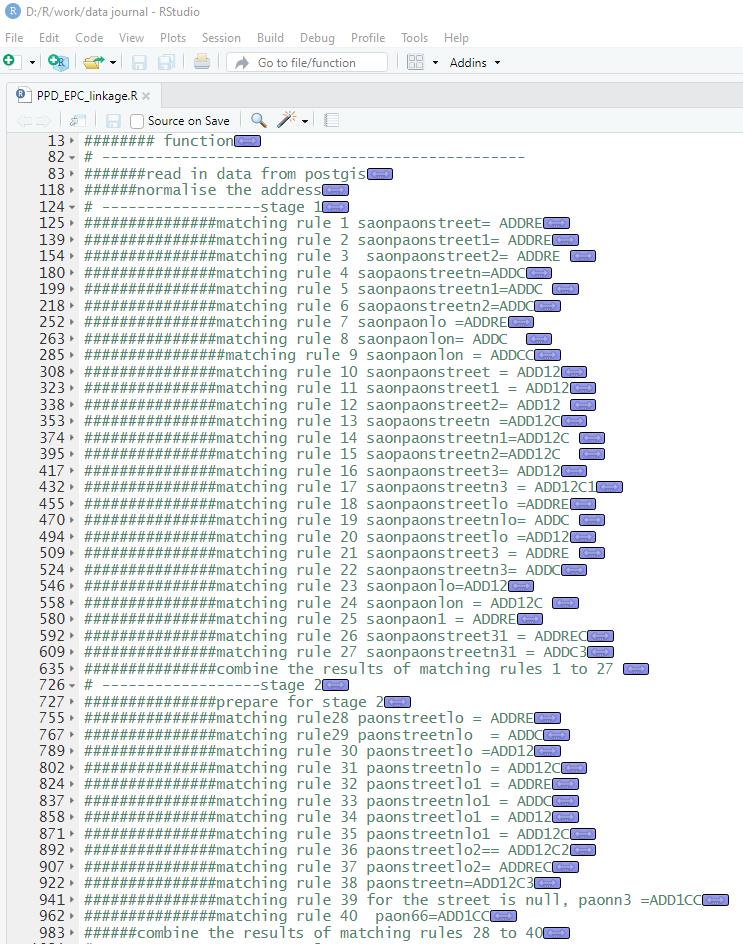 D:/R/work/data journal - RStudio
File Edit Code View Plots Session Build Debug Profile Tools Help
Go to file/function Addins
PPD_EPC_linkage.R
Source on Save
13 ######## function
82 # ------------------------------------------------
83 #######read in data from postgis
118 ######normalise the address
124 # ------------------stage 1
125 ###############matching rule 1 saonpaonstreet= ADDRE
139 ###############matching rule 2 saonpaonstreet1= ADDRE
154 ###############matching rule 3  saonpaostreet2= ADDRE
180 ###############matching rule 4 saopaonstreetn=ADDC
199 ###############matching rule 5 saonpaostreetn1=ADDC
218 ###############matching rule 6 saopaonstreetn2=ADDC
252 ###############matching rule 7 saonpaonlo =ADDRE
263 ###############matching rule 8 saonpaonlon= ADDC
285 ################matching rule 9 saonpaonlon = ADDCC
308 ###############matching rule 10 saonpaonstreet = ADD12
323 ###############matching rule 11 saonpaonstreet1 = ADD12
338 ###############matching rule 12 saonpaonstreet2= ADD12
353 ###############matching rule 13 saonpaostreetn =ADD12C
374 ###############matching rule 14 saonpaonstreetn1=ADD12C
395 ###############matching rule 15 saonpaonstreetn2=ADD12C
417 ###############matching rule 16 saonpaonstreet3= ADD12
432 ###############matching rule 17 saonpaonstreetn3 = ADD12C1
455 ###############matching rule 18 saonpaonstreetlo =ADDRE
470 ###############matching rule 19 saonpaonstreetnlo= ADDC
494 ###############matching rule 20 saonpaonstreetlo =ADD12
509 ###############matching rule 21 saonpaonstreet3 = ADDRE
524 ###############matching rule 22 saonpaonstreetn3= ADDC
546 ###############matching rule 23 saonpaonlo=ADD12
558 ###############matching rule 24 saonpaonlon = ADD12C
580 ###############matching rule 25 saonpaon1 = ADDRE
592 ###############matching rule 26 saonpaonstreet31 = ADDREC
609 ###############matching rule 27 saonpaonstreetn31 = ADDC3
635 ###############combine the results of matching rules 1 to 27
726 # ------------------stage 2
727 ###############prepare for stage 2
755 ###############matching rule28 paonstreetlo = ADDRE
767 ###############matching rule29 paonstreetnlo  = ADDC
789 ###############matching rule 30 paonstreetlo =ADD12
802 ###############matching rule 31 paonstreetnlo = ADD12C
824 ###############matching rule 32 paonstreetlo1 = ADDRE
837 ###############matching rule 33 paonstreetnlo1 = ADDC
858 ###############matching rule 34 paonstreetlo1 = ADD12
871 ###############matching rule 35 paonstreetnlo1 = ADD12C
892 ###############matching rule 36 paonstreetlo2== ADD12C2
907 ###############matching rule 37 paonstreetlo2= ADDREC
922 ###############matching rule 38 paonstreetn=ADD12C3
941 ###############matching rule 39 for the street is null, paonn3 =ADD1CC
962 ###############matching rule 40  paon66=ADD1CC
983 ######combine the results of matching rules 28 to 40